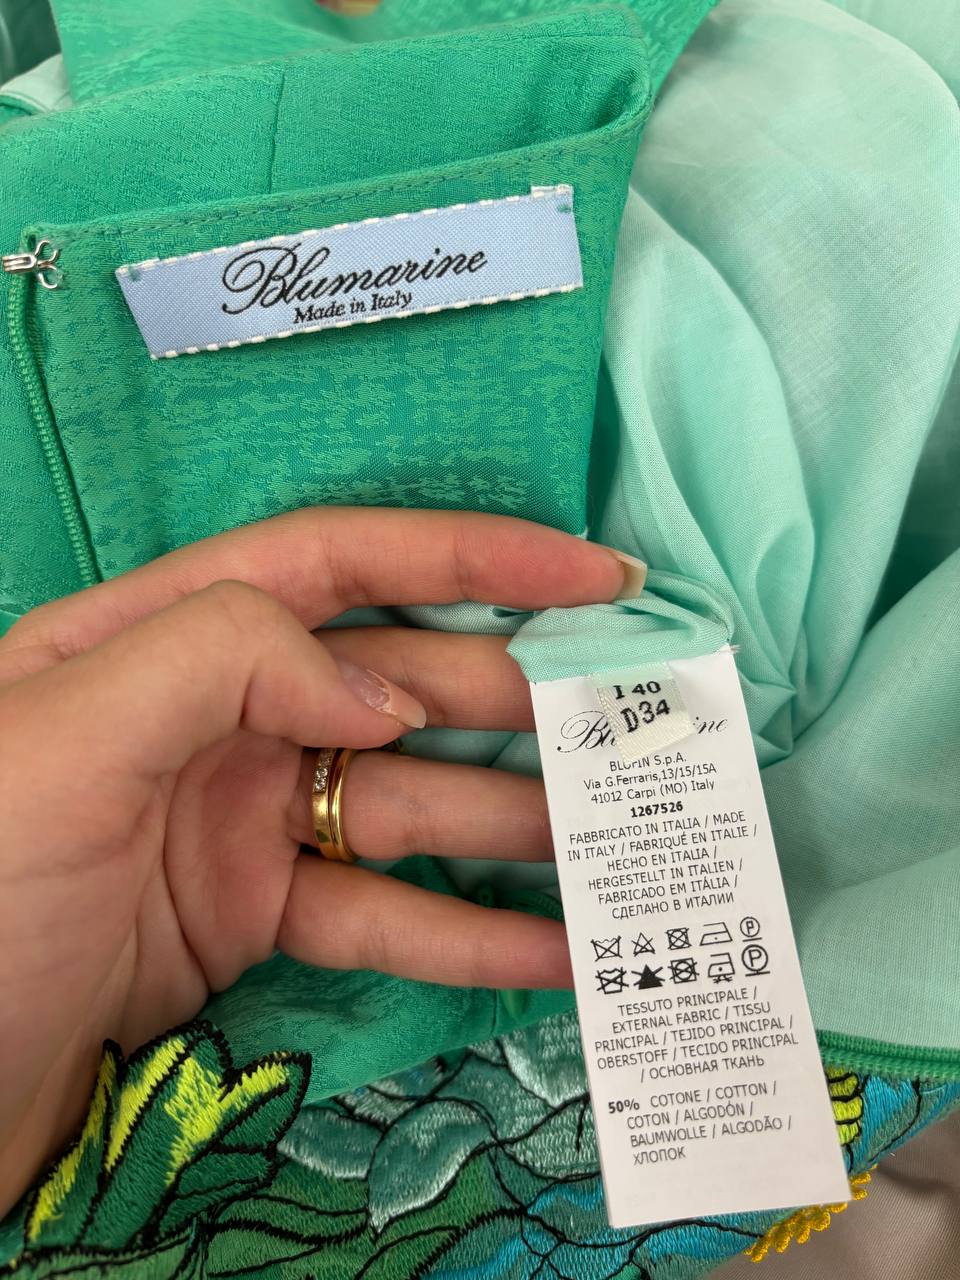 Blumarine
Made in Italy
I 40
D34
BLUFIN S.p.A.
Via G.Ferraris,13/15/15A
41012 Carpi (MO) Italy
1267526
FABBRICATO IN ITALIA / MADE
IN ITALY / FABRIQUÉ EN ITALIE /
HECHO EN ITALIA /
HERGESTELLT IN ITALIEN /
FABRICADO EM ITÁLIA /
СДЕЛАНО В ИТАЛИИ
P
P
TESSUTO PRINCIPALE /
EXTERNAL FABRIC / TISSU
PRINCIPAL / TEJIDO PRINCIPAL /
OBERSTOFF / TECIDO PRINCIPAL
/ ОСНОВНАЯ ТКАНЬ
50% COTONE / COTTON /
COTON / ALGODÓN /
BAUMWOLLE / ALGODÃO /
ХЛОПОК